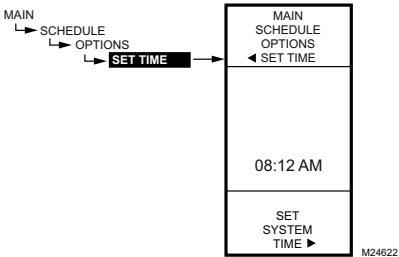 MAIN
SCHEDULE
OPTIONS
SET TIME
MAIN
SCHEDULE
OPTIONS
◄ SET TIME
08:12 AM
SET
SYSTEM
TIME ►
M24622